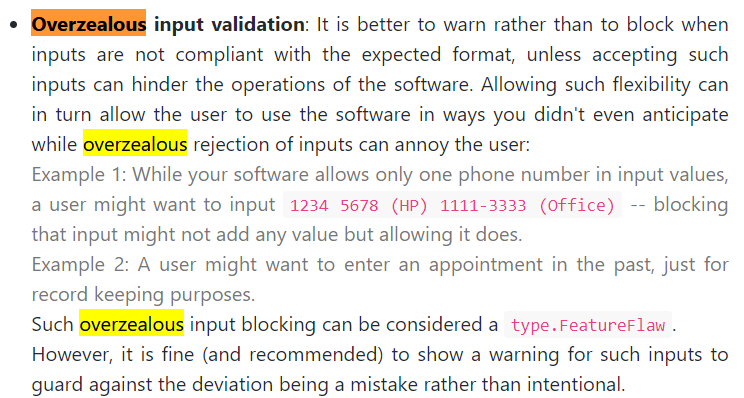 • Overzealous input validation: It is better to warn rather than to block when
inputs are not compliant with the expected format, unless accepting such
inputs can hinder the operations of the software. Allowing such flexibility can
in turn allow the user to use the software in ways you didn't even anticipate
while overzealous rejection of inputs can annoy the user:
Example 1: While your software allows only one phone number in input values,
a user might want to input 1234 5678 (HP) 1111-3333 (Office) -- blocking
that input might not add any value but allowing it does.
Example 2: A user might want to enter an appointment in the past, just for
record keeping purposes.
Such overzealous input blocking can be considered a type.FeatureFlaw.
However, it is fine (and recommended) to show a warning for such inputs to
guard against the deviation being a mistake rather than intentional.